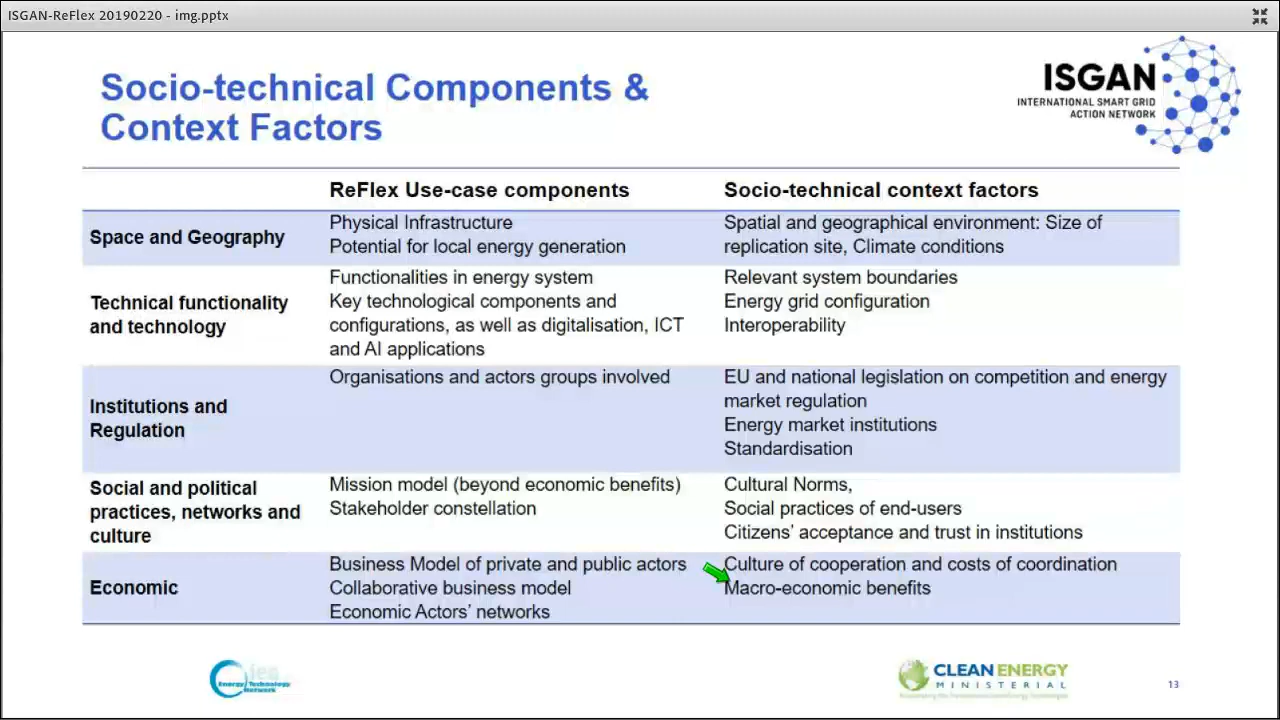 ISGAN-ReFlex 20190220 - img.pptx
Socio-technical Components &
Context Factors
ISGAN
INTERNATIONAL SMART GRID
ACTION NETWORK
ReFlex Use-case components
Socio-technical context factors
Space and Geography
Physical Infrastructure
Potential for local energy generation
Spatial and geographical environment: Size of
replication site, Climate conditions
Technical functionality
and technology
Functionalities in energy system
Key technological components and
configurations, as well as digitalisation, ICT
and AI applications
Relevant system boundaries
Energy grid configuration
Interoperability
Institutions and
Regulation
Organisations and actors groups involved
EU and national legislation on competition and energy
market regulation
Energy market institutions
Standardisation
Social and political
practices, networks and
culture
Mission model (beyond economic benefits)
Stakeholder constellation
Cultural Norms,
Social practices of end-users
Citizens’ acceptance and trust in institutions
Economic
Business Model of private and public actors
Collaborative business model
Economic Actors’ networks
Culture of cooperation and costs of coordination
Macro-economic benefits
iea
Energy Technology
Network
CLEAN ENERGY
MINISTERIAL
13